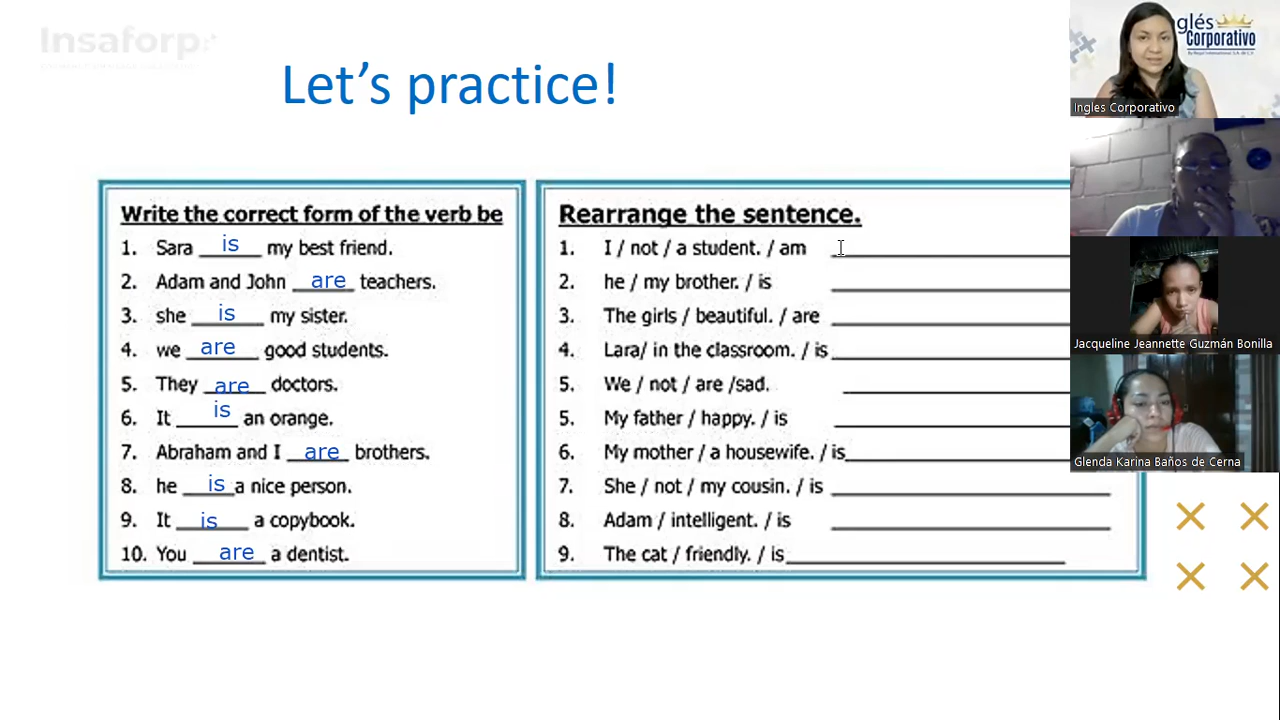 Insaforp
Let's practice!
glés
Corporativo
Ingles Corporativo
Write the correct form of the verb be
1. Sara is my best friend.
2. Adam and John are teachers.
3. she is my sister.
4. we are good students.
5. They are doctors.
6. It is an orange.
7. Abraham and I are brothers.
8. he is a nice person.
9. It is a copybook.
10. You are a dentist.
Rearrange the sentence.
1. I / not / a student. / am
2. he / my brother. / is
3. The girls / beautiful. / are
4. Lara/ in the classroom. / is
5. We / not / are /sad.
5. My father / happy. / is
6. My mother / a housewife. / is
7. She / not / my cousin. / is
8. Adam / intelligent. / is
9. The cat / friendly. / is
Jacqueline Jeannette Guzmán Bonilla
Glenda Karina Baños de Cerna